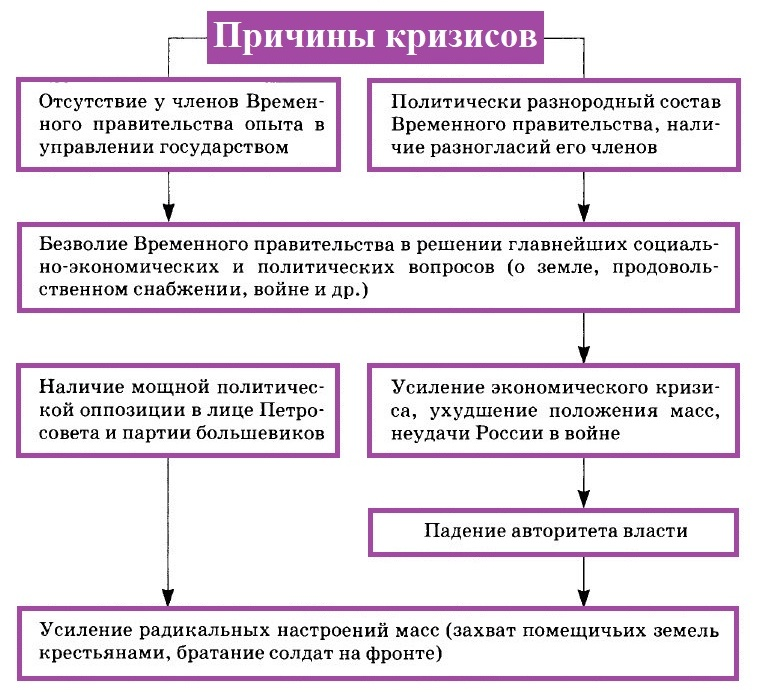 Причины кризисов
Отсутствие у членов Времен-
ного правительства опыта в
управлении государством
Политически разнородный состав
Временного правительства, нали-
чие разногласий его членов
Безволие Временного правительства в решении главнейших социаль-
но-экономических и политических вопросов (о земле, продоволь-
ственном снабжении, войне и др.)
Наличие мощной политичес-
кой оппозиции в лице Петро-
совета и партии большевиков
Усиление экономического кризи-
са, ухудшение положения масс,
неудачи России в войне
Падение авторитета власти
Усиление радикальных настроений масс (захват помещичьих земель
крестьянами, братание солдат на фронте)